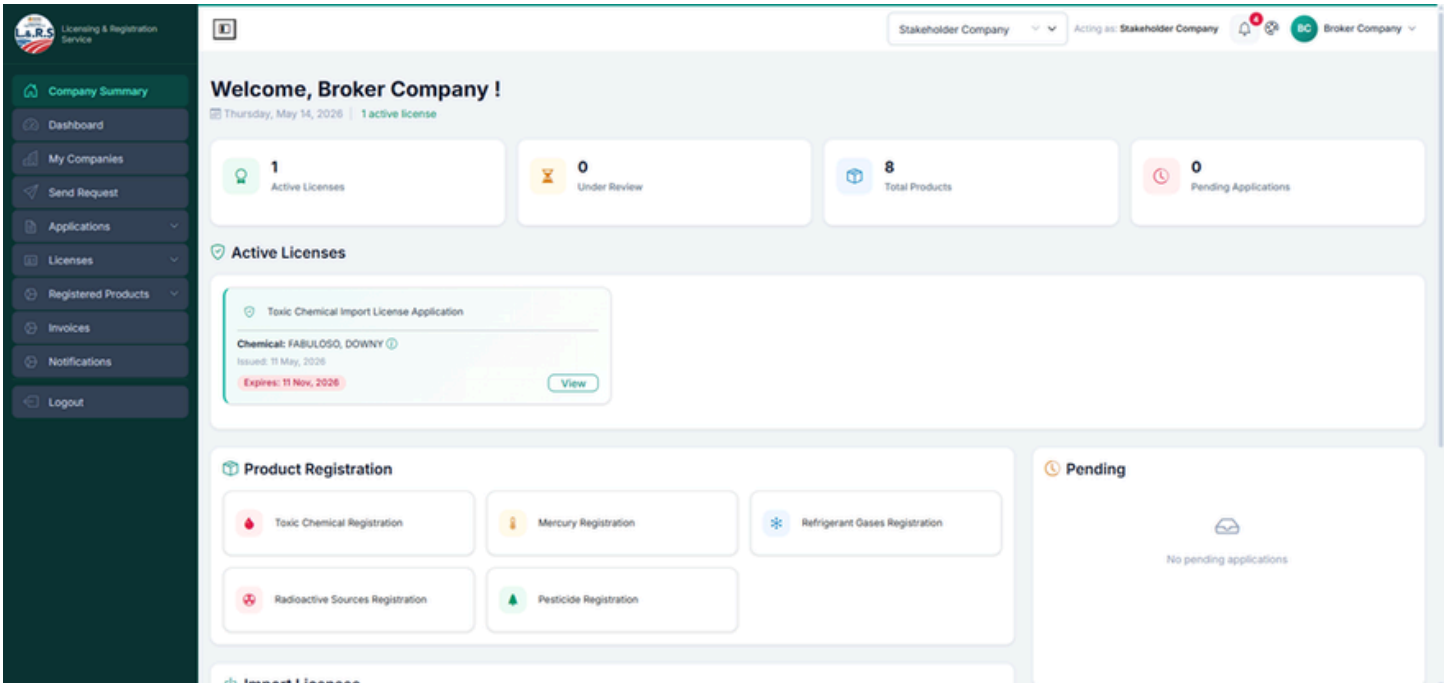 L.&.R.S
Licensing & Registration
Service
Company Summary
Dashboard
My Companies
Send Request
Applications
Licenses
Registered Products
Invoices
Notifications
Logout
Stakeholder Company
Acting as: Stakeholder Company
4
BC
Broker Company
Welcome, Broker Company !
Thursday, May 14, 2026 | 1 active license
1
Active Licenses
0
Under Review
8
Total Products
0
Pending Applications
Active Licenses
Toxic Chemical Import License Application
Chemical: FABULOSO, DOWNY
Issued: 11 May, 2026
Expires: 11 Nov, 2026
View
Product Registration
Toxic Chemical Registration
Mercury Registration
Refrigerant Gases Registration
Radioactive Sources Registration
Pesticide Registration
Pending
No pending applications
Import Licenses